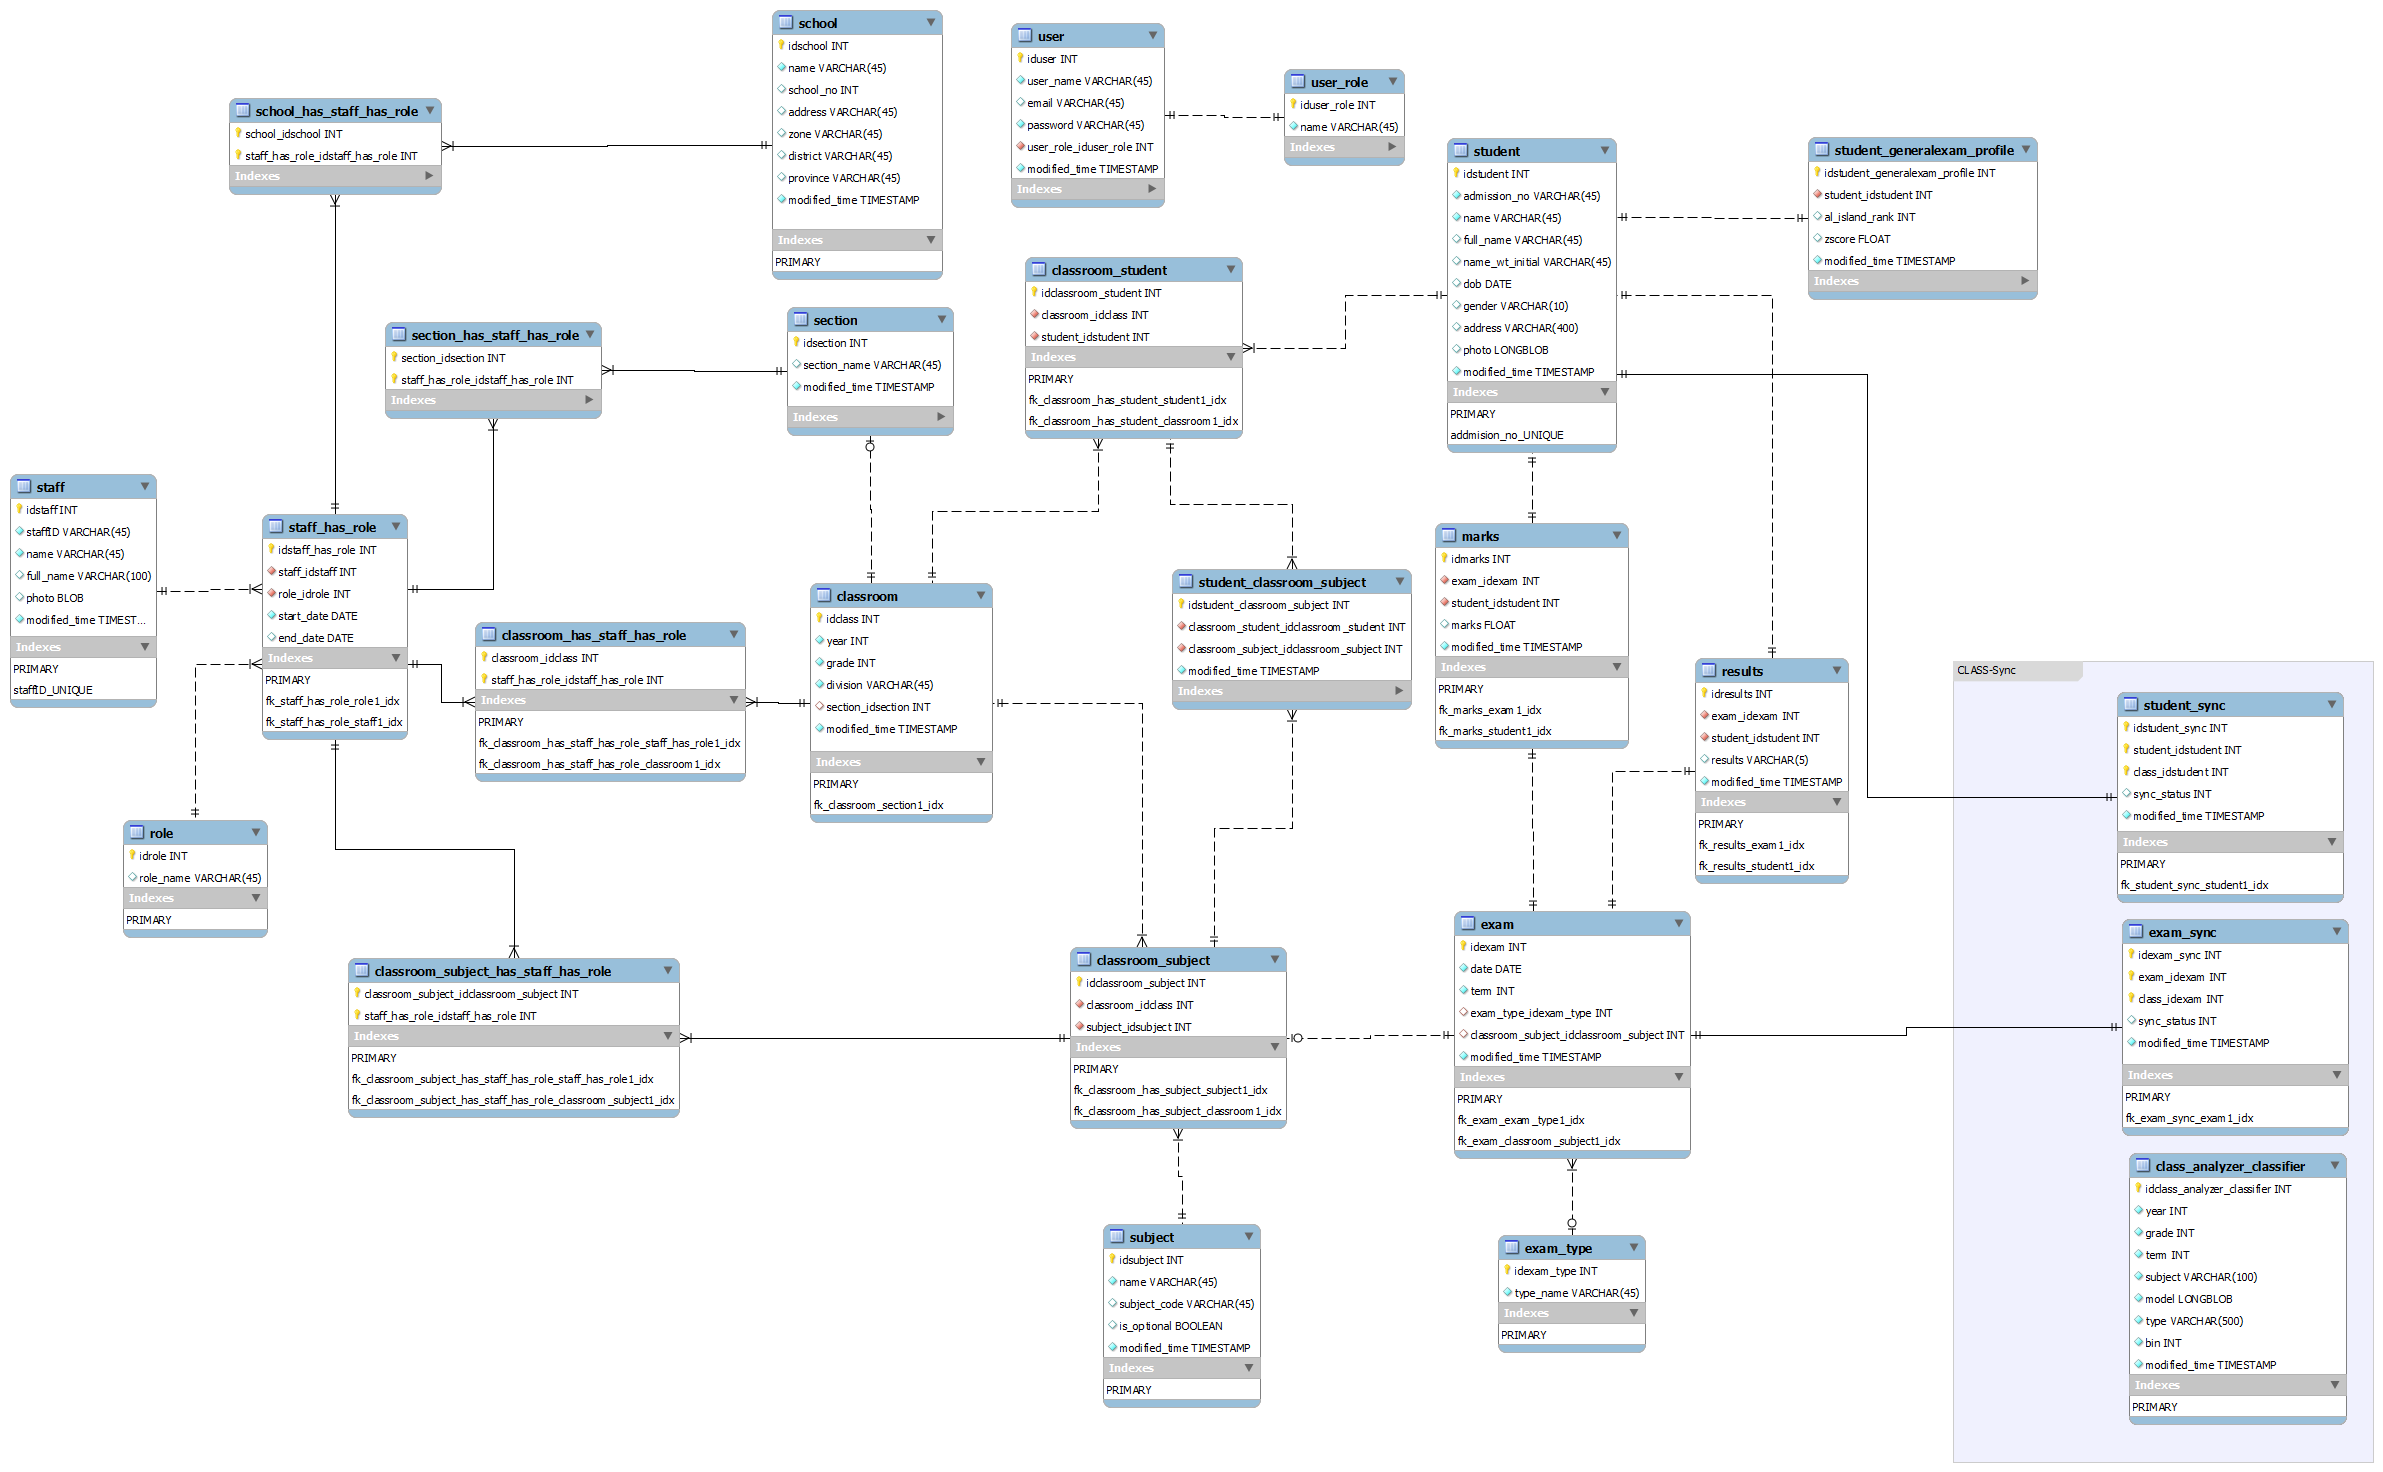 school
idschool INT
name VARCHAR(45)
school_no INT
address VARCHAR(45)
zone VARCHAR(45)
district VARCHAR(45)
province VARCHAR(45)
modified_time TIMESTAMP
Indexes
PRIMARY
user
iduser INT
user_name VARCHAR(45)
email VARCHAR(45)
password VARCHAR(45)
user_role_iduser_role INT
modified_time TIMESTAMP
Indexes
user_role
iduser_role INT
name VARCHAR(45)
Indexes
school_has_staff_has_role
school_idschool INT
staff_has_role_idstaff_has_role INT
Indexes
student
idstudent INT
admission_no VARCHAR(45)
name VARCHAR(45)
full_name VARCHAR(45)
name_wt_initial VARCHAR(45)
dob DATE
gender VARCHAR(10)
address VARCHAR(400)
photo LONGBLOB
modified_time TIMESTAMP
Indexes
PRIMARY
addmision_no_UNIQUE
student_generalexam_profile
idstudent_generalexam_profile INT
student_idstudent INT
al_island_rank INT
zscore FLOAT
modified_time TIMESTAMP
Indexes
classroom_student
idclassroom_student INT
classroom_idclass INT
student_idstudent INT
Indexes
PRIMARY
fk_classroom_has_student_student1_idx
fk_classroom_has_student_classroom1_idx
section_has_staff_has_role
section_idsection INT
staff_has_role_idstaff_has_role INT
Indexes
section
idsection INT
section_name VARCHAR(45)
modified_time TIMESTAMP
Indexes
staff
idstaff INT
staffID VARCHAR(45)
name VARCHAR(45)
full_name VARCHAR(100)
photo BLOB
modified_time TIMEST...
Indexes
PRIMARY
staffID_UNIQUE
staff_has_role
idstaff_has_role INT
staff_idstaff INT
role_idrole INT
start_date DATE
end_date DATE
Indexes
PRIMARY
fk_staff_has_role_role1_idx
fk_staff_has_role_staff1_idx
classroom_has_staff_has_role
classroom_idclass INT
staff_has_role_idstaff_has_role INT
Indexes
PRIMARY
fk_classroom_has_staff_has_role_staff_has_role1_idx
fk_classroom_has_staff_has_role_classroom1_idx
classroom
idclass INT
year INT
grade INT
division VARCHAR(45)
section_idsection INT
modified_time TIMESTAMP
Indexes
PRIMARY
fk_classroom_section1_idx
student_classroom_subject
idstudent_classroom_subject INT
classroom_student_idclassroom_student INT
classroom_subject_idclassroom_subject INT
modified_time TIMESTAMP
Indexes
marks
idmarks INT
exam_idexam INT
student_idstudent INT
marks FLOAT
modified_time TIMESTAMP
Indexes
PRIMARY
fk_marks_exam1_idx
fk_marks_student1_idx
results
idresults INT
exam_idexam INT
student_idstudent INT
results VARCHAR(5)
modified_time TIMESTAMP
Indexes
PRIMARY
fk_results_exam1_idx
fk_results_student1_idx
CLASS-Sync
student_sync
idstudent_sync INT
student_idstudent INT
class_idstudent INT
sync_status INT
modified_time TIMESTAMP
Indexes
PRIMARY
fk_student_sync_student1_idx
role
idrole INT
role_name VARCHAR(45)
Indexes
PRIMARY
classroom_subject_has_staff_has_role
classroom_subject_idclassroom_subject INT
staff_has_role_idstaff_has_role INT
Indexes
PRIMARY
fk_classroom_subject_has_staff_has_role_staff_has_role1_idx
fk_classroom_subject_has_staff_has_role_classroom_subject1_idx
classroom_subject
idclassroom_subject INT
classroom_idclass INT
subject_idsubject INT
Indexes
PRIMARY
fk_classroom_has_subject_subject1_idx
fk_classroom_has_subject_classroom1_idx
exam
idexam INT
date DATE
term INT
exam_type_idexam_type INT
classroom_subject_idclassroom_subject INT
modified_time TIMESTAMP
Indexes
PRIMARY
fk_exam_exam_type1_idx
fk_exam_classroom_subject1_idx
exam_sync
idexam_sync INT
exam_idexam INT
class_idexam INT
sync_status INT
modified_time TIMESTAMP
Indexes
PRIMARY
fk_exam_sync_exam1_idx
subject
idsubject INT
name VARCHAR(45)
subject_code VARCHAR(45)
is_optional BOOLEAN
modified_time TIMESTAMP
Indexes
PRIMARY
exam_type
idexam_type INT
type_name VARCHAR(45)
Indexes
PRIMARY
class_analyzer_classifier
idclass_analyzer_classifier INT
year INT
grade INT
term INT
subject VARCHAR(100)
model LONGBLOB
type VARCHAR(500)
bin INT
modified_time TIMESTAMP
Indexes
PRIMARY